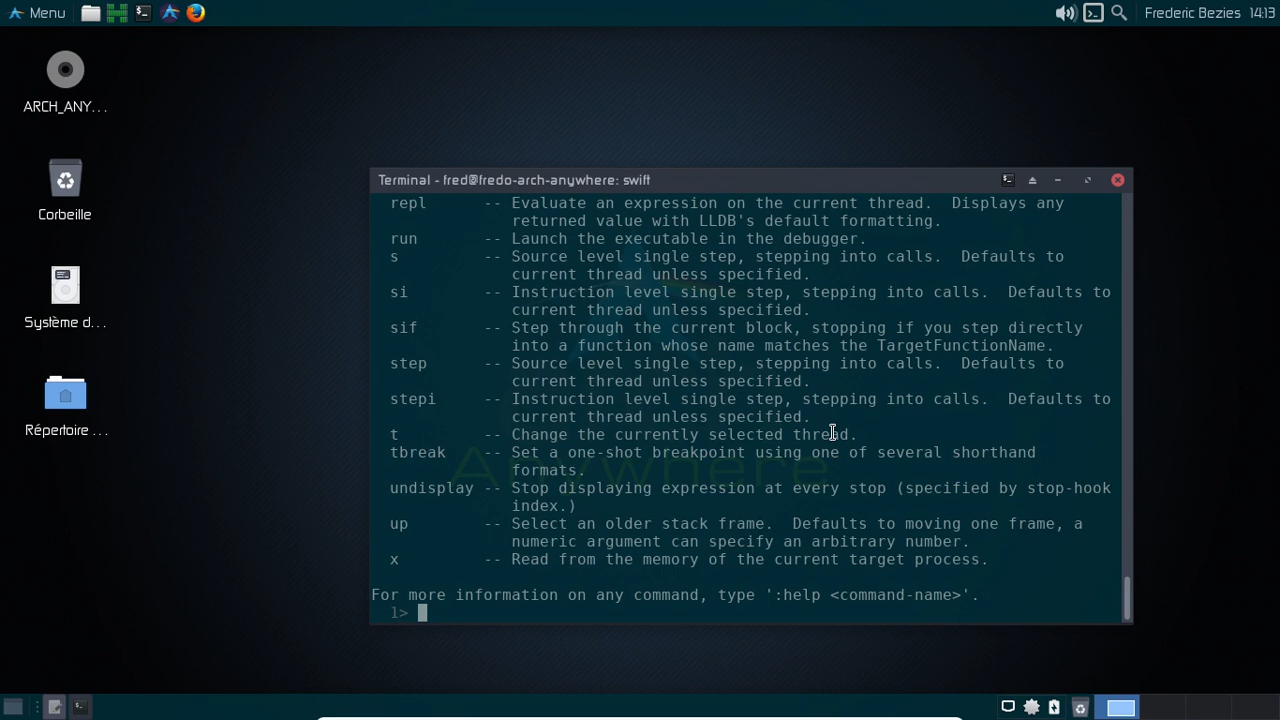 Menu
Frederic Bezies 14:13
ARCH_ANY...
Corbeille
Système d...
Répertoire ...
Terminal - fred@fredo-arch-anywhere: swift
repl -- Evaluate an expression on the current thread. Displays any
returned value with LLDB's default formatting.
run -- Launch the executable in the debugger.
s -- Source level single step, stepping into calls. Defaults to
current thread unless specified.
si -- Instruction level single step, stepping into calls. Defaults to
current thread unless specified.
sif -- Step through the current block, stopping if you step directly
into a function whose name matches the TargetFunctionName.
step -- Source level single step, stepping into calls. Defaults to
current thread unless specified.
stepi -- Instruction level single step, stepping into calls. Defaults to
current thread unless specified.
t -- Change the currently selected thread.
tbreak -- Set a one-shot breakpoint using one of several shorthand
formats.
undisplay -- Stop displaying expression at every stop (specified by stop-hook
index.)
up -- Select an older stack frame. Defaults to moving one frame, a
numeric argument can specify an arbitrary number.
x -- Read from the memory of the current target process.
For more information on any command, type ':help <command-name>'.
1>
Anywhere